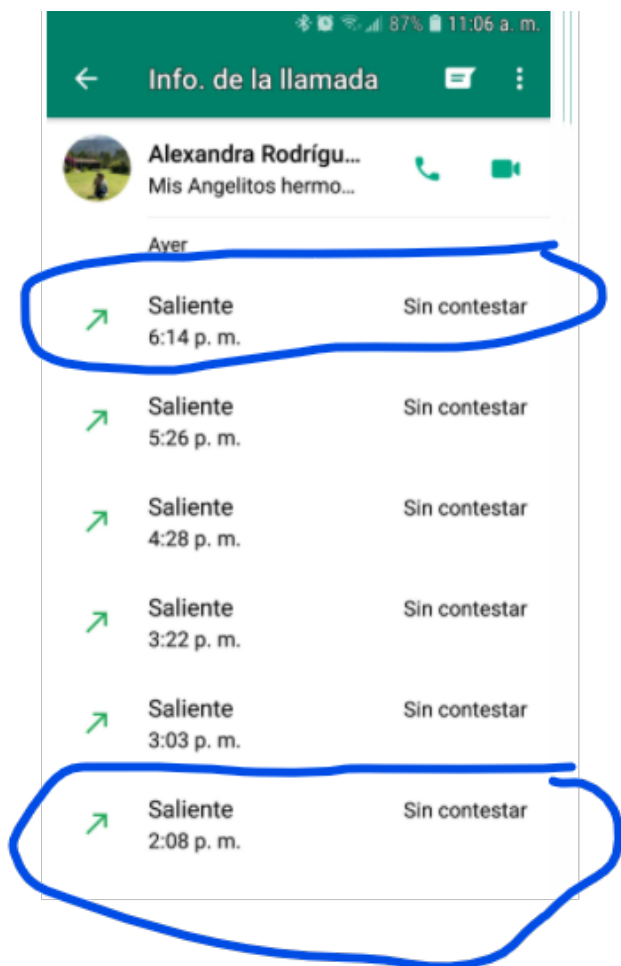 87% 11:06 a. m.
Info. de la llamada
Alexandra Rodrígu...
Mis Angelitos hermo...
Ayer
Saliente Sin contestar
6:14 p. m.
Saliente Sin contestar
5:26 p. m.
Saliente Sin contestar
4:28 p. m.
Saliente Sin contestar
3:22 p. m.
Saliente Sin contestar
3:03 p. m.
Saliente Sin contestar
2:08 p. m.